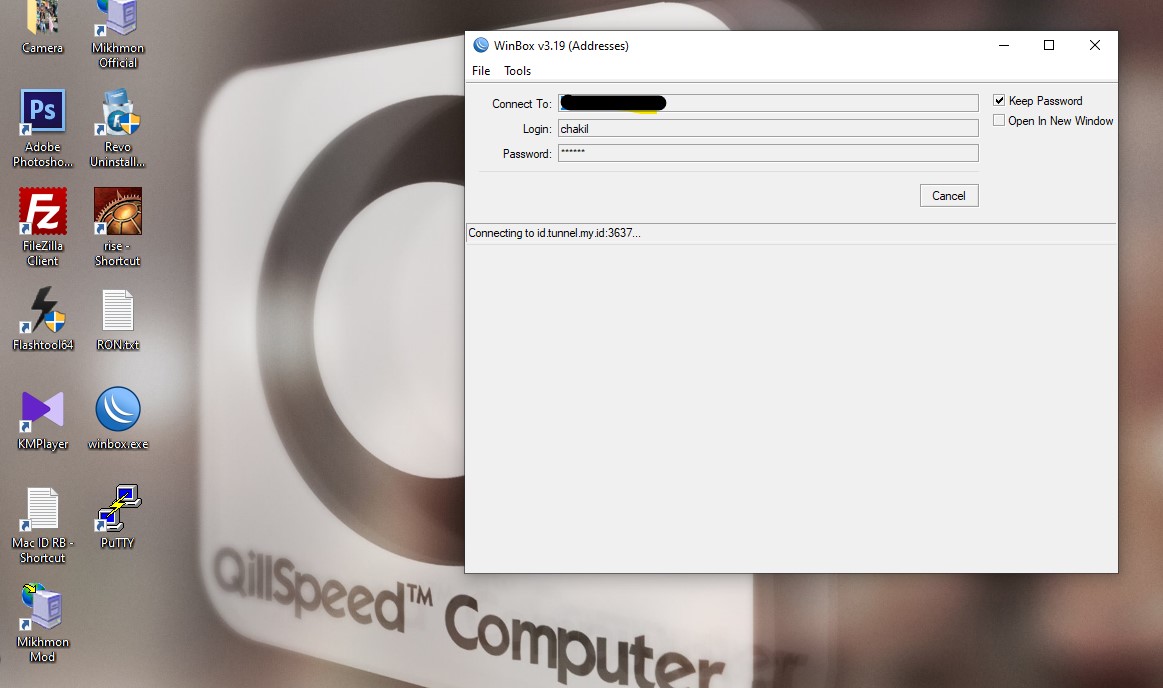 Camera
Mikhmon
Official
Ps
Adobe
Photosho...
Revo
Uninstall...
Fz
FileZilla
Client
rise -
Shortcut
Flashtool64
RON.txt
KMPlayer
winbox.exe
Mac ID RB -
Shortcut
PuTTY
Mikhmon
Mod
WinBox v3.19 (Addresses)
File Tools
Connect To:
Keep Password
Open In New Window
Login: chakil
Password: ******
Cancel
Connecting to id.tunnel.my.id:3637...
QillSpeed™ Computer